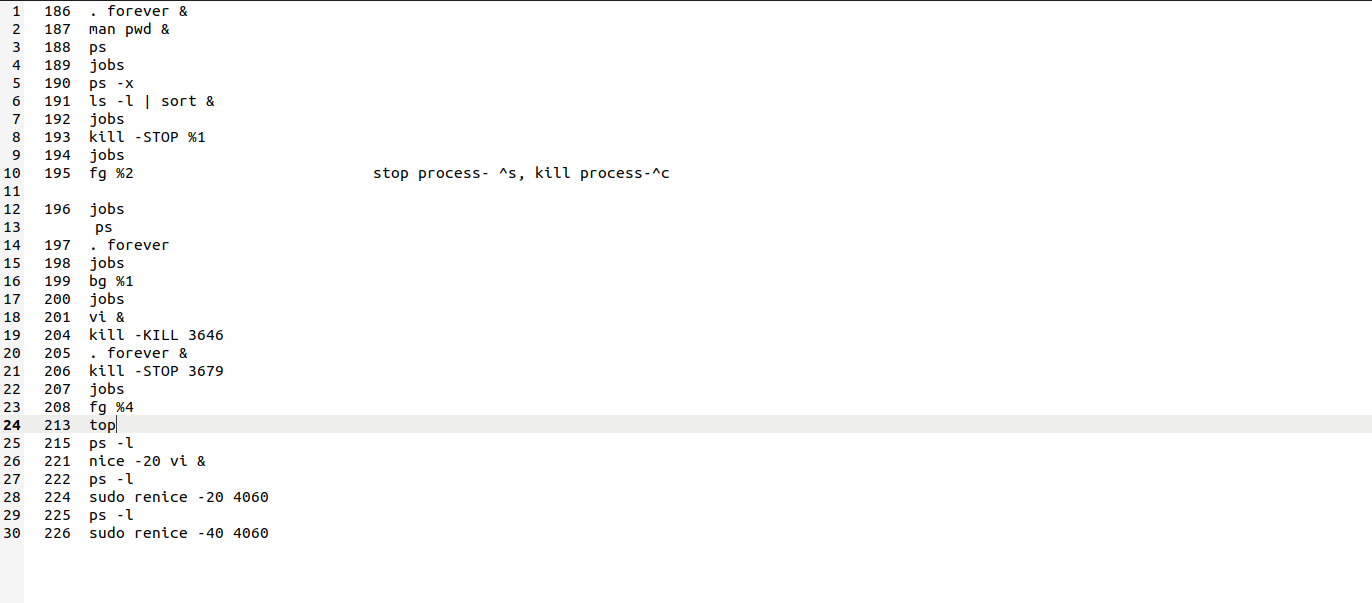 1 186 . forever &
2 187 man pwd &
3 188 ps
4 189 jobs
5 190 ps -x
6 191 ls -l | sort &
7 192 jobs
8 193 kill -STOP %1
9 194 jobs
10 195 fg %2 stop process- ^s, kill process-^c
11
12 196 jobs
13 ps
14 197 . forever
15 198 jobs
16 199 bg %1
17 200 jobs
18 201 vi &
19 204 kill -KILL 3646
20 205 . forever &
21 206 kill -STOP 3679
22 207 jobs
23 208 fg %4
24 213 top
25 215 ps -l
26 221 nice -20 vi &
27 222 ps -l
28 224 sudo renice -20 4060
29 225 ps -l
30 226 sudo renice -40 4060